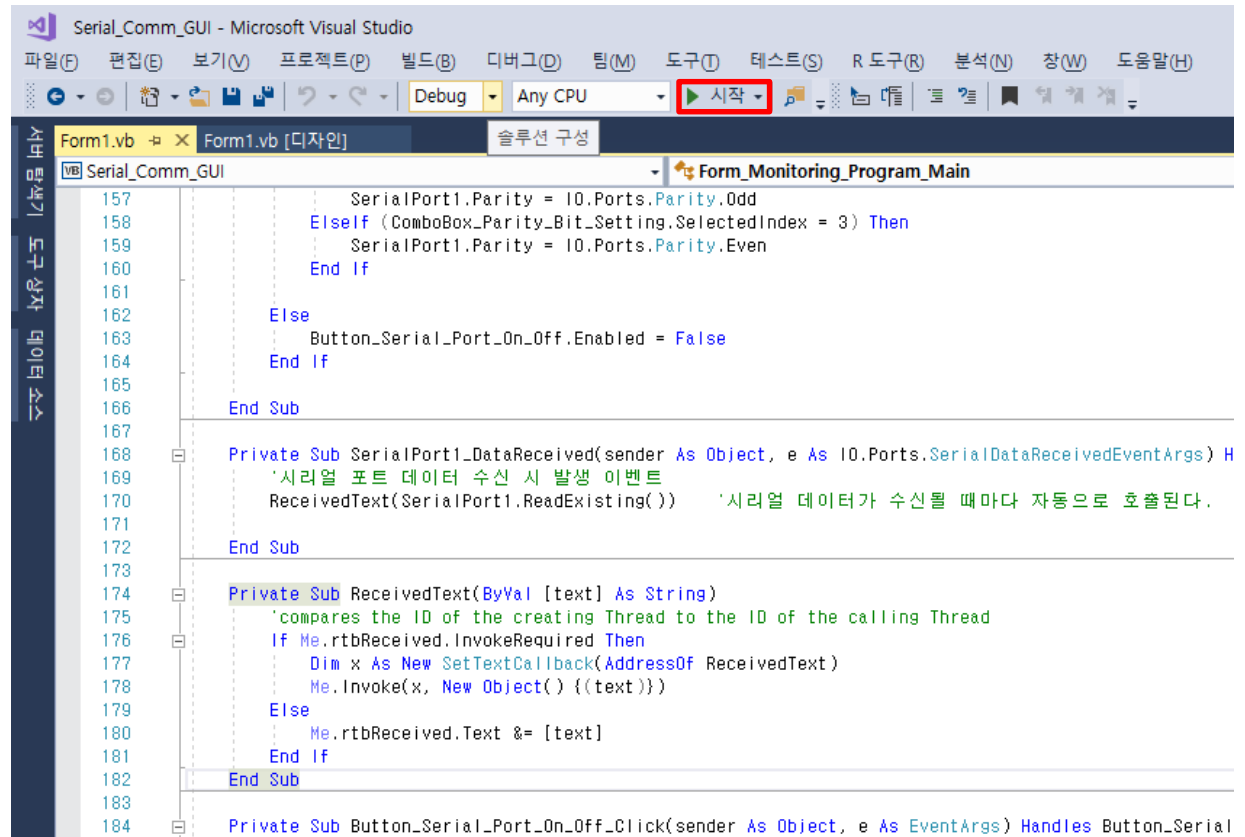 Serial_Comm_GUI - Microsoft Visual Studio
파일(F) 편집(E) 보기(V) 프로젝트(P) 빌드(B) 디버그(D) 팀(M) 도구(T) 테스트(S) R 도구(R) 분석(N) 창(W) 도움말(H)
Debug Any CPU 시작
Form1.vb Form1.vb [디자인] 솔루션 구성
VB Serial_Comm_GUI Form_Monitoring_Program_Main
서버 탐색기
도구 상자
데이터 소스
157 SerialPort1.Parity = IO.Ports.Parity.Odd
158 ElseIf (ComboBox_Parity_Bit_Setting.SelectedIndex = 3) Then
159 SerialPort1.Parity = IO.Ports.Parity.Even
160 End If
161
162 Else
163 Button_Serial_Port_On_Off.Enabled = False
164 End If
165
166 End Sub
167
168 Private Sub SerialPort1_DataReceived(sender As Object, e As IO.Ports.SerialDataReceivedEventArgs) H
169 '시리얼 포트 데이터 수신 시 발생 이벤트
170 ReceivedText(SerialPort1.ReadExisting()) '시리얼 데이터가 수신될 때마다 자동으로 호출된다.
171
172 End Sub
173
174 Private Sub ReceivedText(ByVal [text] As String)
175 'compares the ID of the creating Thread to the ID of the calling Thread
176 If Me.rtbReceived.InvokeRequired Then
177 Dim x As New SetTextCallback(AddressOf ReceivedText)
178 Me.Invoke(x, New Object() {(text)})
179 Else
180 Me.rtbReceived.Text &= [text]
181 End If
182 End Sub
183
184 Private Sub Button_Serial_Port_On_Off_Click(sender As Object, e As EventArgs) Handles Button_Serial